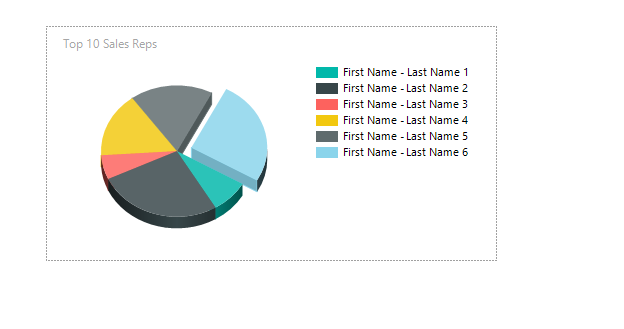 Top 10 Sales Reps
First Name - Last Name 1
First Name - Last Name 2
First Name - Last Name 3
First Name - Last Name 4
First Name - Last Name 5
First Name - Last Name 6